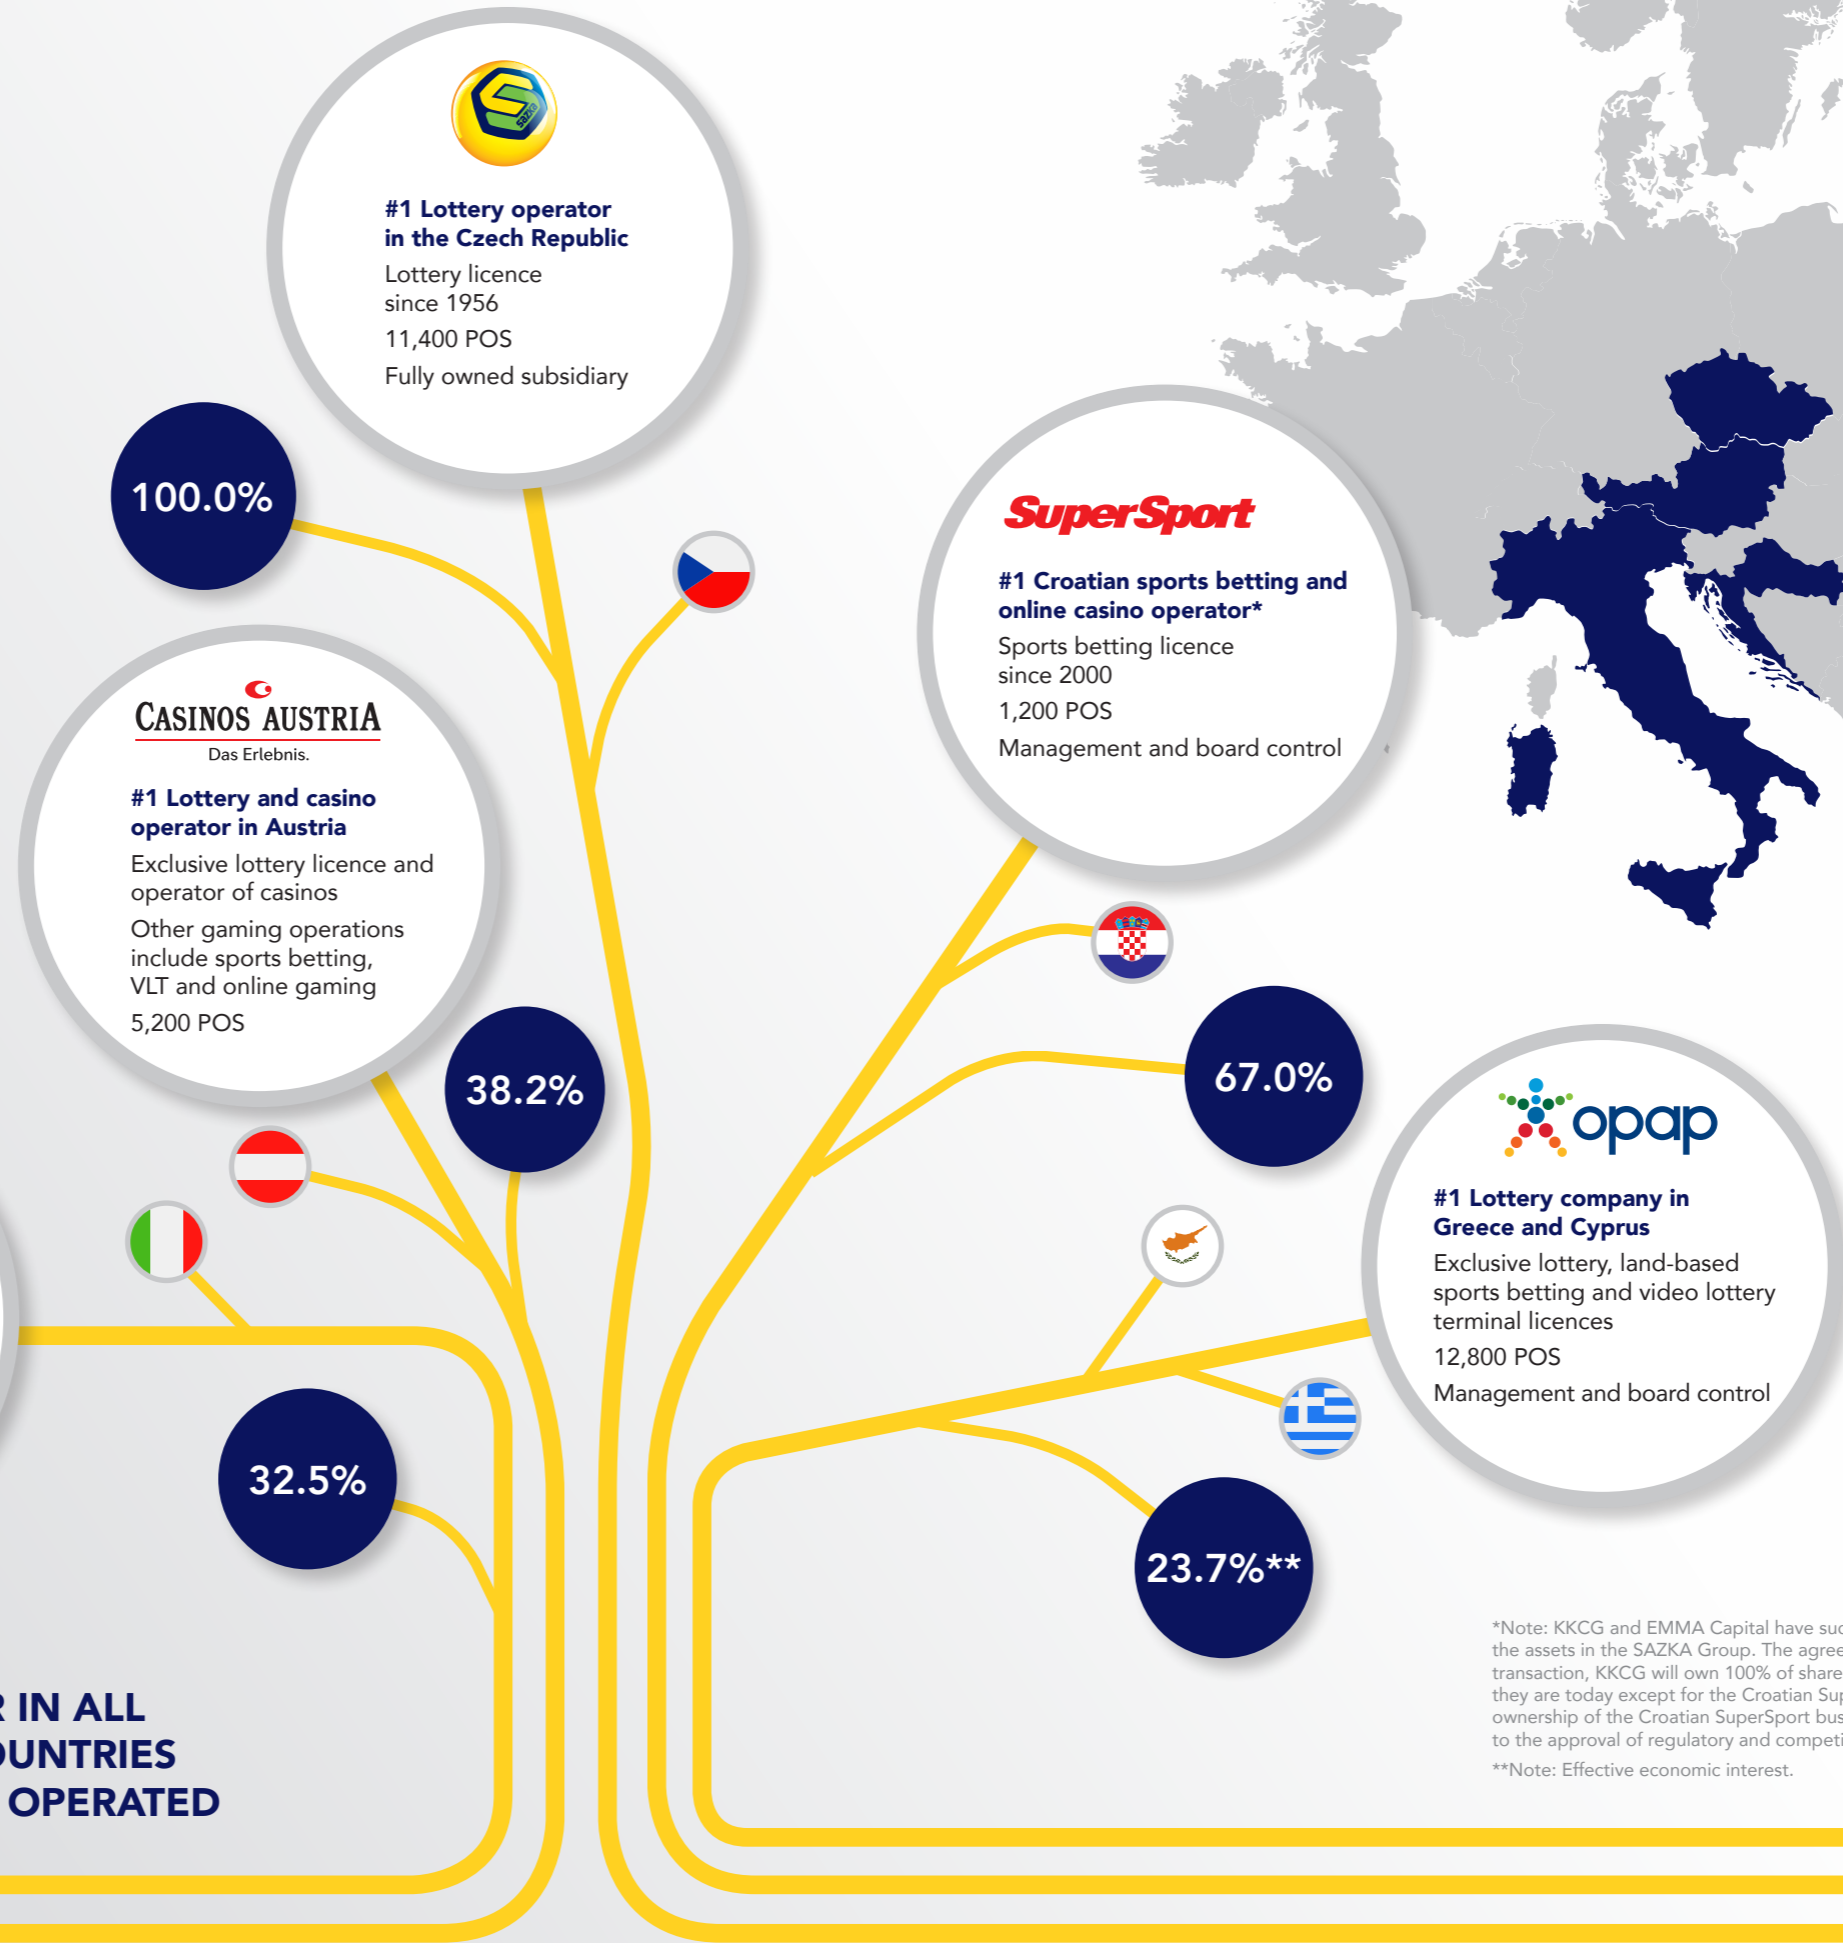 sazka
#1 Lottery operator
in the Czech Republic
Lottery licence
since 1956
11,400 POS
Fully owned subsidiary
100.0%
CASINOS AUSTRIA
Das Erlebnis.
#1 Lottery and casino
operator in Austria
Exclusive lottery licence and
operator of casinos
Other gaming operations
include sports betting,
VLT and online gaming
5,200 POS
38.2%
32.5%
SuperSport
#1 Croatian sports betting and
online casino operator*
Sports betting licence
since 2000
1,200 POS
Management and board control
67.0%
opap
#1 Lottery company in
Greece and Cyprus
Exclusive lottery, land-based
sports betting and video lottery
terminal licences
12,800 POS
Management and board control
23.7%**
IN ALL
OPERATED
*Note: KKCG and EMMA Capital have
the assets in the SAZKA Group. The
transaction, KKCG will own 100% of
they are today except for the Croatian
ownership of the Croatian SuperSport
to the approval of regulatory and
**Note: Effective economic interest.